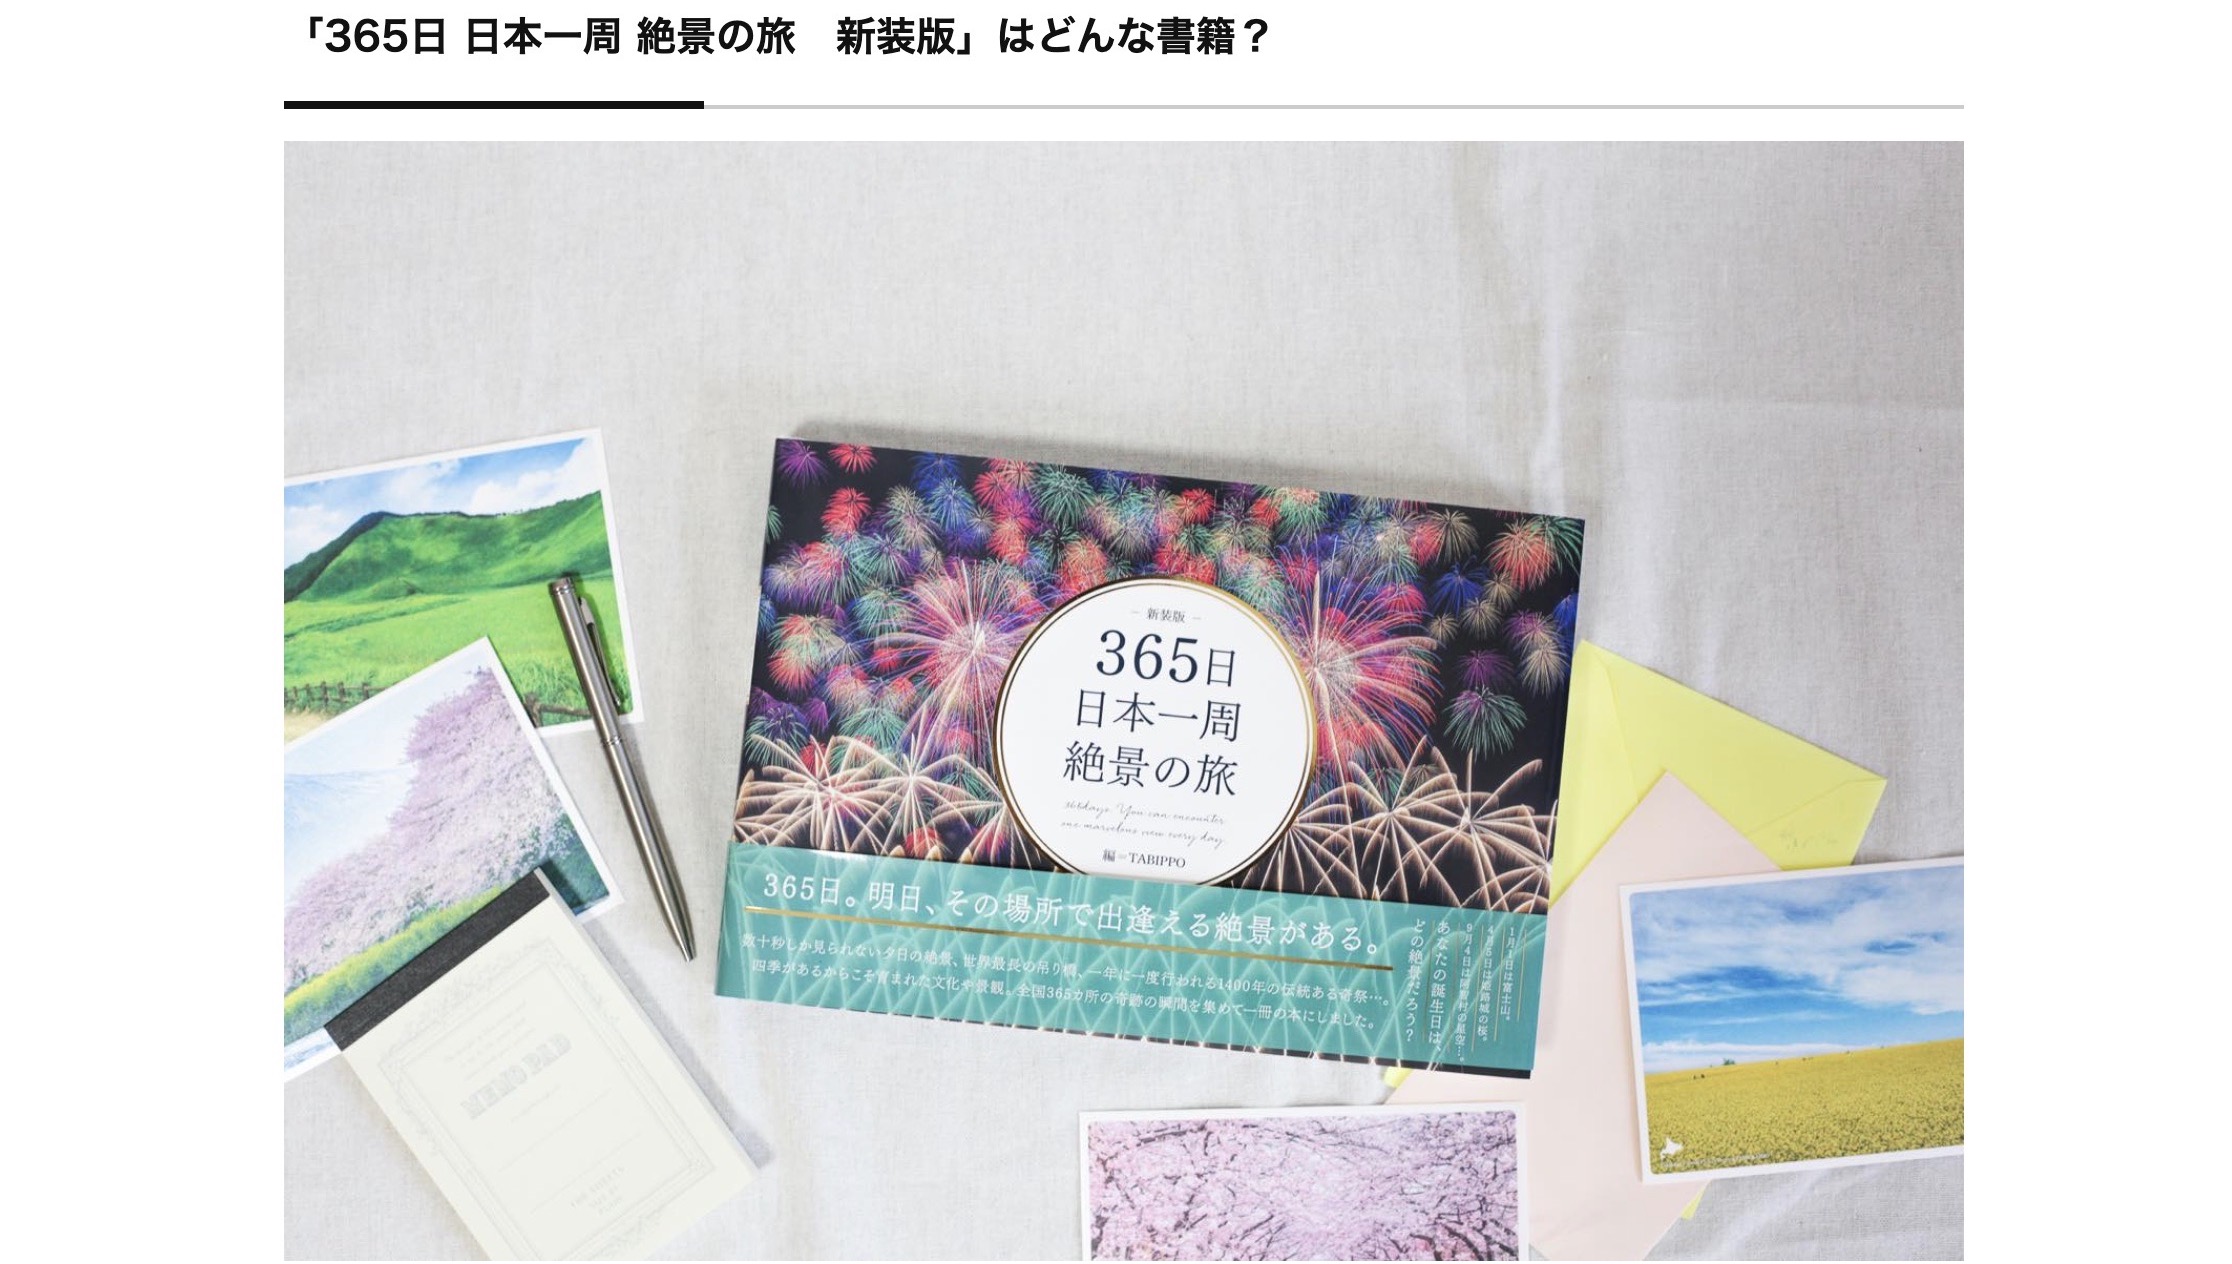 「365日 日本一周 絶景の旅　新装版」はどんな書籍？
― 新装版 ―
365日
日本一周
絶景の旅
365days. You can encounter
one marvelous view every day.
編＝TABIPPO
365日。明日、その場所で出逢える絶景がある。
数十秒しか見られない夕日の絶景、世界最長の吊り橋、一年に一度行われる1400年の伝統ある奇祭…。
四季があるからこそ育まれた文化や景観。全国365カ所の奇跡の瞬間を集めて一冊の本にしました。
1月1日は富士山。
4月5日は姫路城の桜。
9月4日は阿智村の星空…。
あなたの誕生日は、
どの絶景だろう？